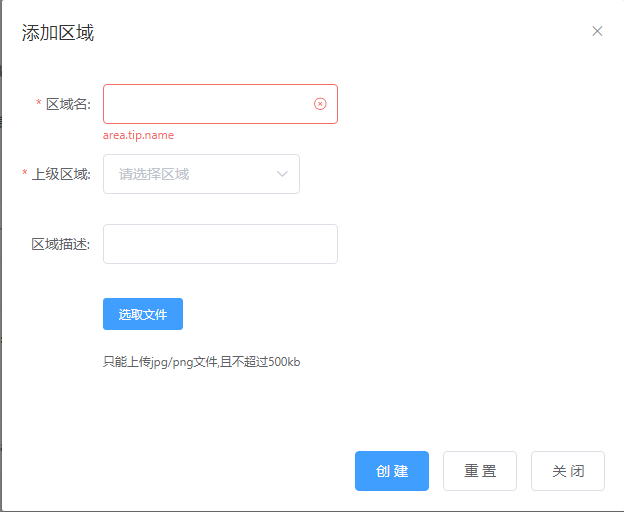 添加区域
* 区域名:
area.tip.name
* 上级区域: 请选择区域
区域描述:
选取文件
只能上传jpg/png文件,且不超过500kb
创 建 重 置 关 闭